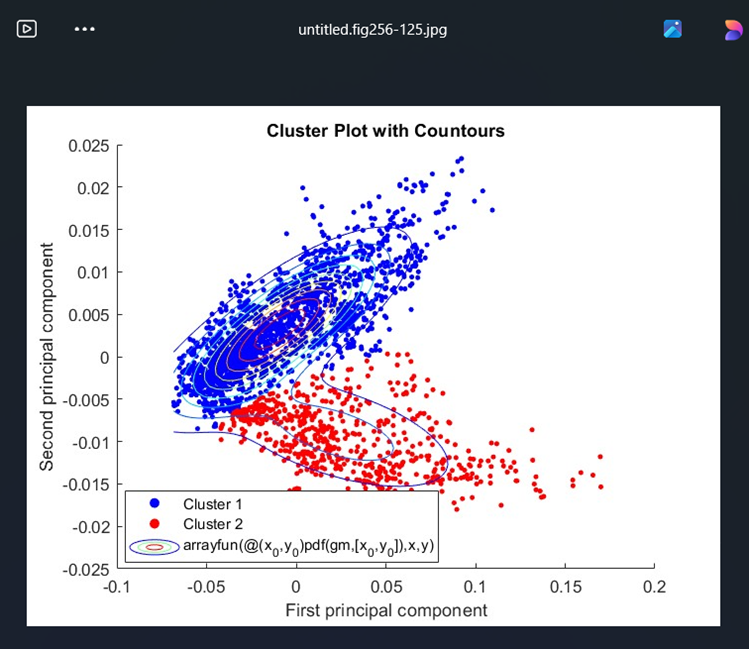 untitled.fig256-125.jpg
Cluster Plot with Countours
0.025
0.02
0.015
0.01
0.005
0
-0.005
-0.01
-0.015
-0.02
-0.025
Second principal component
Cluster 1
Cluster 2
arrayfun(@(x0,y0)pdf(gm,[x0,y0]),x,y)
-0.1 -0.05 0 0.05 0.1 0.15 0.2
First principal component